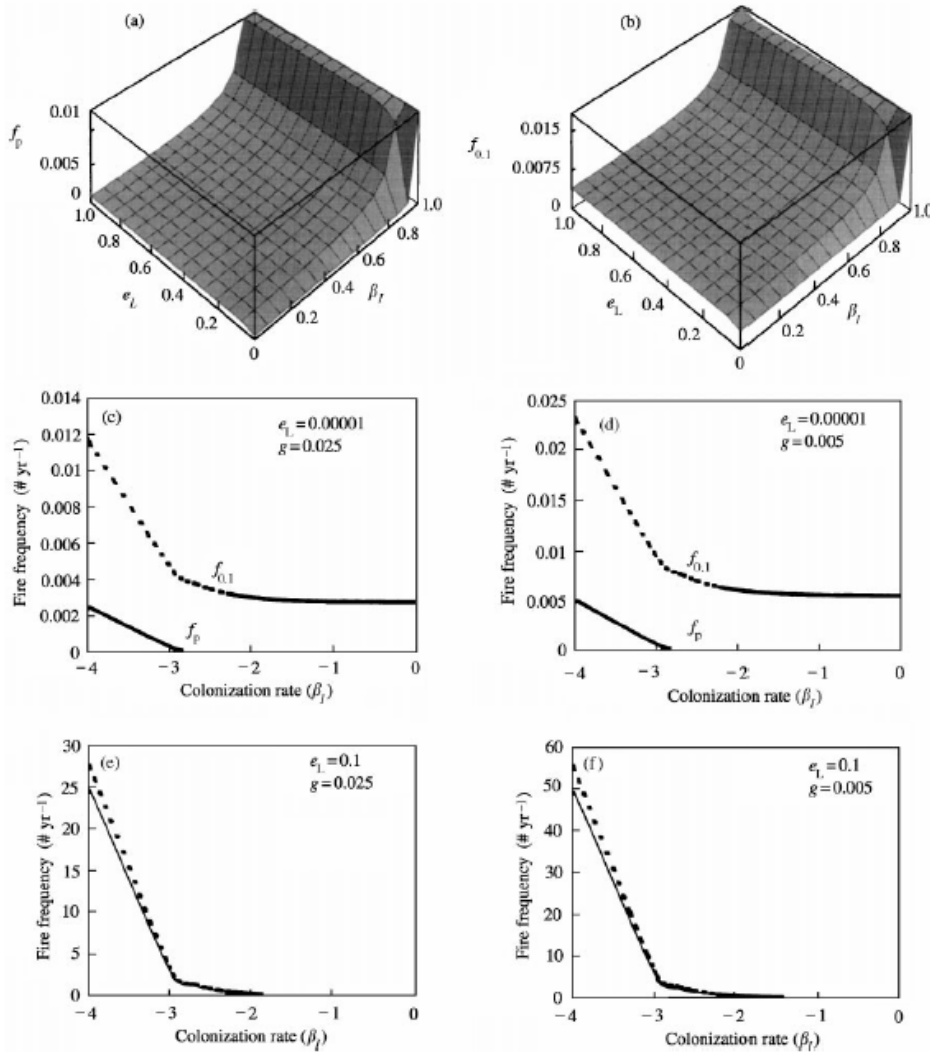 (a)
0.01
f_p
0.005
0
1.0
0.8
0.6
e_L
0.4
0.2
0
0.2
0.4
β_l
0.6
0.8
1.0
(b)
0.015
f_0.1
0.0075
0
1.0
0.8
0.6
e_L
0.4
0.2
0
0.2
0.4
β_l
0.6
0.8
1.0
(c)
e_L = 0.00001
g = 0.025
Fire frequency (# yr⁻¹)
0.014
0.012
0.010
0.008
0.006
0.004
0.002
0
f_0.1
f_p
−4 −3 −2 −1 0
Colonization rate (β_l)
(d)
e_L = 0.00001
g = 0.005
Fire frequency (# yr⁻¹)
0.025
0.020
0.015
0.010
0.005
0
f_0.1
f_p
−4 −3 −2 −1 0
Colonization rate (β_l)
(e)
e_L = 0.1
g = 0.025
Fire frequency (# yr⁻¹)
30
25
20
15
10
5
0
−4 −3 −2 −1 0
Colonization rate (β_l)
(f)
e_L = 0.1
g = 0.005
Fire frequency (# yr⁻¹)
60
50
40
30
20
10
0
−4 −3 −2 −1 0
Colonization rate (β_l)